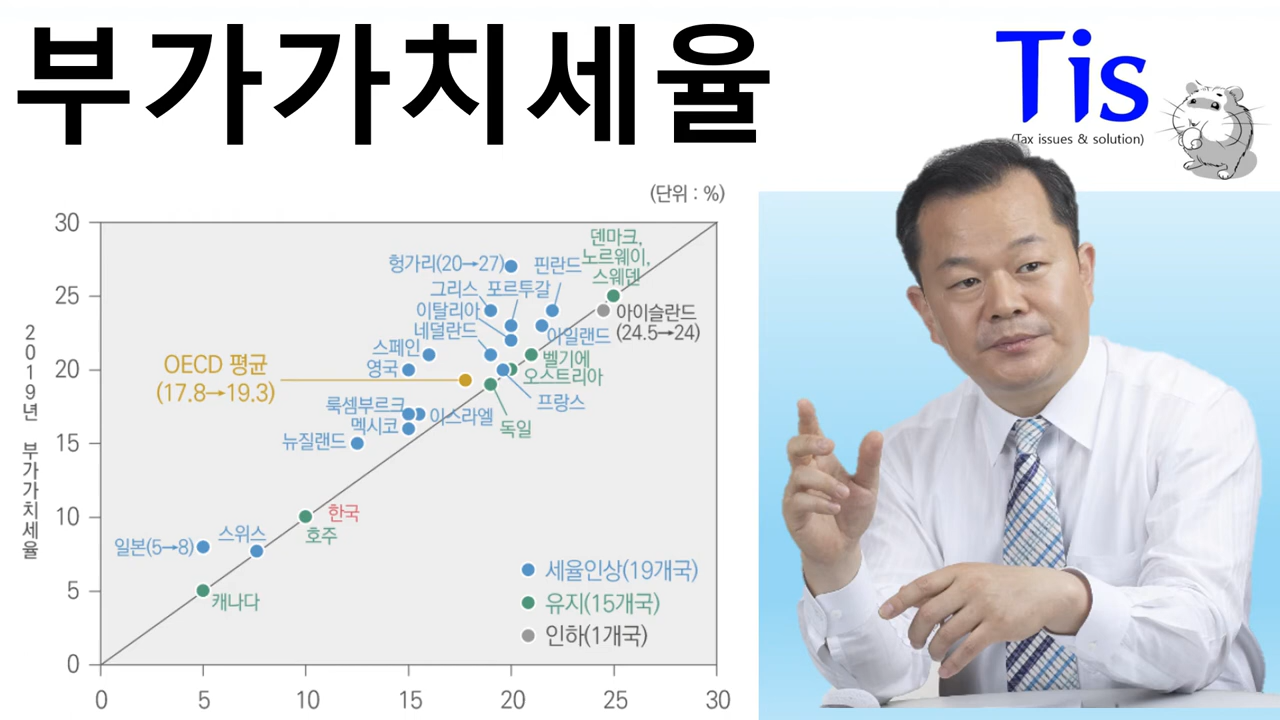 부가가치세율
Tis
(Tax issues & solution)
(단위 : %)
30
25
20
15
10
5
0
2019년 부가가치세율
덴마크,
노르웨이,
스웨덴
헝가리(20→27)
핀란드
그리스
포르투갈
이탈리아
네덜란드
아이슬란드
(24.5→24)
아일랜드
스페인
영국
벨기에
오스트리아
OECD 평균
(17.8→19.3)
프랑스
룩셈부르크
이스라엘
멕시코
독일
뉴질랜드
한국
호주
일본(5→8)
스위스
캐나다
세율인상(19개국)
유지(15개국)
인하(1개국)
0 5 10 15 20 25 30